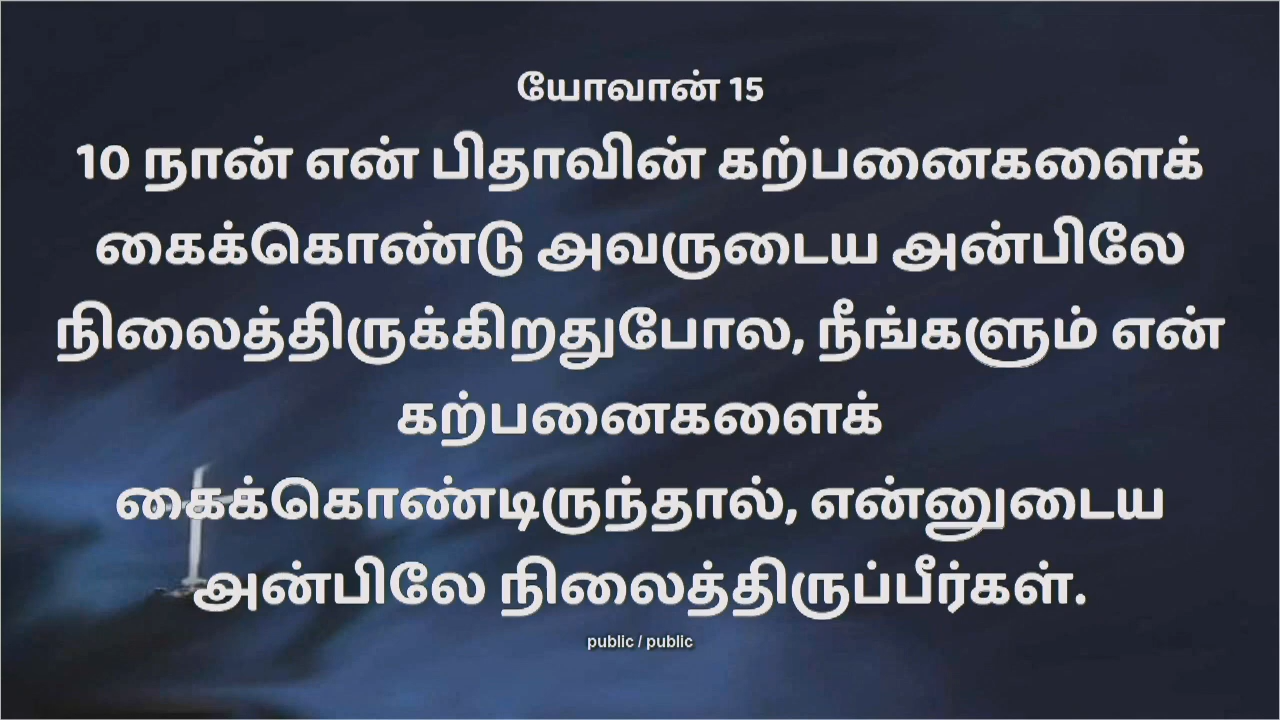 யோவான் 15
10 நான் என் பிதாவின் கற்பனைகளைக்
கைக்கொண்டு அவருடைய அன்பிலே
நிலைத்திருக்கிறதுபோல, நீங்களும் என்
கற்பனைகளைக்
கைக்கொண்டிருந்தால், என்னுடைய
அன்பிலே நிலைத்திருப்பீர்கள்.
public / public